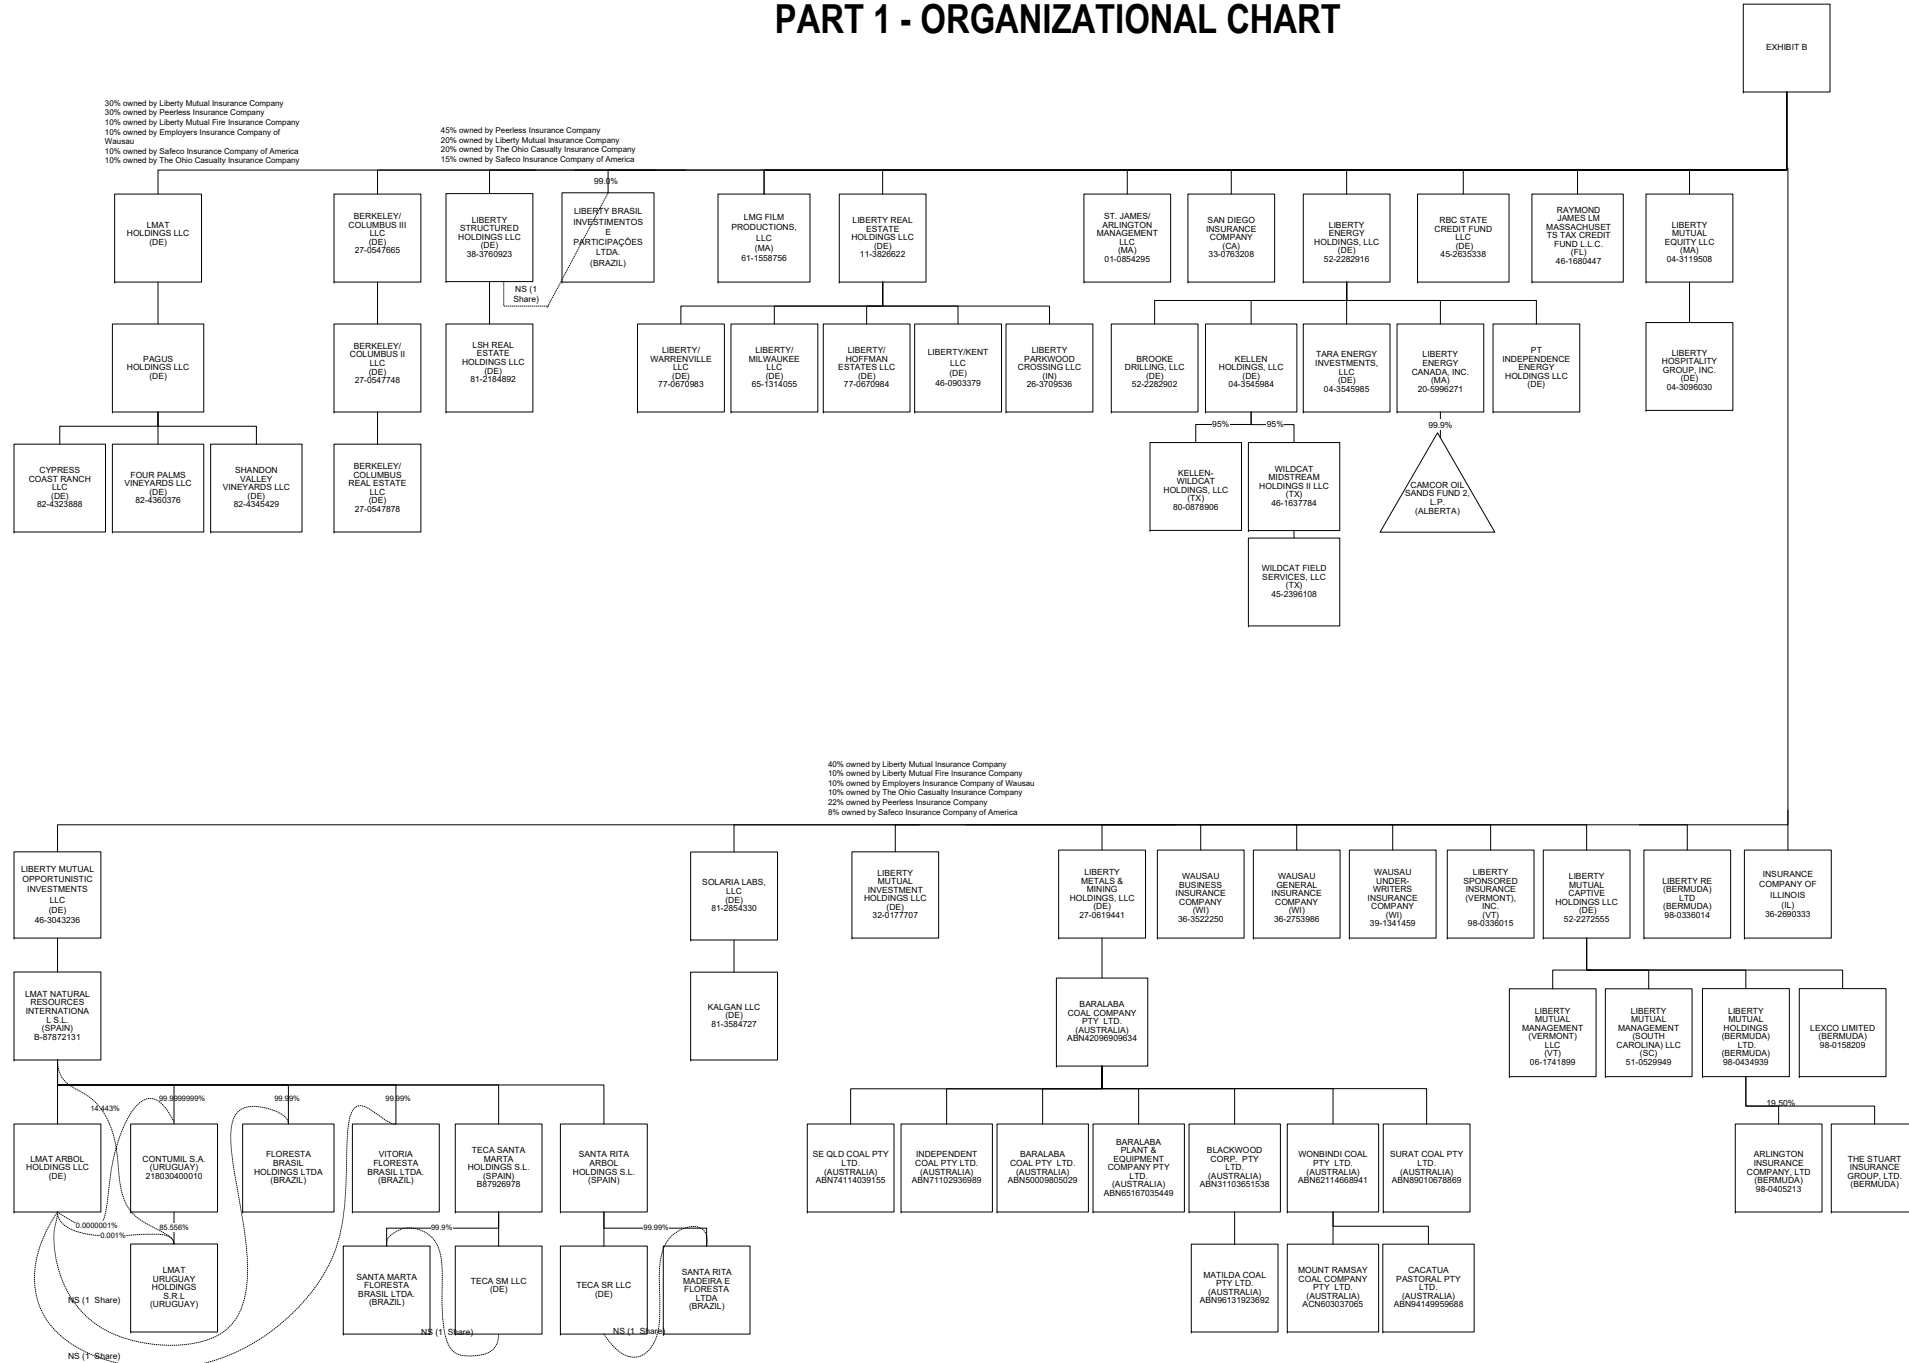 PART 1 - ORGANIZATIONAL CHART
EXHIBIT B
30% owned by Liberty Mutual Insurance Company
30% owned by Peerless Insurance Company
10% owned by Liberty Mutual Fire Insurance Company
10% owned by Employers Insurance Company of
Wausau
10% owned by Safeco Insurance Company of America
10% owned by The Ohio Casualty Insurance Company
45% owned by Peerless Insurance Company
20% owned by Liberty Mutual Insurance Company
20% owned by The Ohio Casualty Insurance Company
15% owned by Safeco Insurance Company of America
99.0%
LMAT
HOLDINGS LLC
(DE)
BERKELEY/
COLUMBUS III
LLC
(DE)
27-0547665
LIBERTY
STRUCTURED
HOLDINGS LLC
(DE)
38-3760923
LIBERTY BRASIL
INVESTIMENTOS
E
PARTICIPAÇÕES
LTDA.
(BRAZIL)
LMG FILM
PRODUCTIONS,
LLC
(MA)
61-1558756
LIBERTY REAL
ESTATE
HOLDINGS LLC
(DE)
11-3826622
ST. JAMES/
ARLINGTON
MANAGEMENT
LLC
(MA)
01-0854295
SAN DIEGO
INSURANCE
COMPANY
(CA)
33-0763208
LIBERTY
ENERGY
HOLDINGS, LLC
(DE)
52-2282916
RBC STATE
CREDIT FUND
LLC
(DE)
45-2635338
RAYMOND
JAMES LM
MASSACHUSET
TS TAX CREDIT
FUND L.L.C.
(FL)
46-1680447
LIBERTY
MUTUAL
EQUITY LLC
(MA)
04-3119508
NS (1
Share)
PAGUS
HOLDINGS LLC
(DE)
BERKELEY/
COLUMBUS II
LLC
(DE)
27-0547748
LSH REAL
ESTATE
HOLDINGS LLC
(DE)
81-2184892
LIBERTY/
WARRENVILLE
LLC
(DE)
77-0670983
LIBERTY/
MILWAUKEE
LLC
(DE)
65-1314055
LIBERTY/
HOFFMAN
ESTATES LLC
(DE)
77-0670984
LIBERTY/KENT
LLC
(DE)
46-0903379
LIBERTY
PARKWOOD
CROSSING LLC
(IN)
26-3709536
BROOKE
DRILLING, LLC
(DE)
52-2282902
KELLEN
HOLDINGS, LLC
(DE)
04-3545984
TARA ENERGY
INVESTMENTS,
LLC
(DE)
04-3545985
LIBERTY
ENERGY
CANADA, INC.
(MA)
20-5996271
PT
INDEPENDENCE
ENERGY
HOLDINGS LLC
(DE)
LIBERTY
HOSPITALITY
GROUP, INC.
(DE)
04-3096030
95%
95%
99.9%
CYPRESS
COAST RANCH
LLC
(DE)
82-4323888
FOUR PALMS
VINEYARDS LLC
(DE)
82-4360376
SHANDON
VALLEY
VINEYARDS LLC
(DE)
82-4345429
BERKELEY/
COLUMBUS
REAL ESTATE
LLC
(DE)
27-0547878
KELLEN-
WILDCAT
HOLDINGS, LLC
(TX)
80-0878906
WILDCAT
MIDSTREAM
HOLDINGS II LLC
(TX)
46-1637784
CAMCOR OIL
SANDS FUND 2,
L.P.
(ALBERTA)
WILDCAT FIELD
SERVICES, LLC
(TX)
45-2396108
40% owned by Liberty Mutual Insurance Company
10% owned by Liberty Mutual Fire Insurance Company
10% owned by Employers Insurance Company of Wausau
10% owned by The Ohio Casualty Insurance Company
22% owned by Peerless Insurance Company
8% owned by Safeco Insurance Company of America
LIBERTY MUTUAL
OPPORTUNISTIC
INVESTMENTS
LLC
(DE)
46-3043236
SOLARIA LABS,
LLC
(DE)
81-2854330
LIBERTY
MUTUAL
INVESTMENT
HOLDINGS LLC
(DE)
32-0177707
LIBERTY
METALS &
MINING
HOLDINGS, LLC
(DE)
27-0619441
WAUSAU
BUSINESS
INSURANCE
COMPANY
(WI)
36-3522250
WAUSAU
GENERAL
INSURANCE
COMPANY
(WI)
36-2753986
WAUSAU
UNDER-
WRITERS
INSURANCE
COMPANY
(WI)
39-1341459
LIBERTY
SPONSORED
INSURANCE
(VERMONT),
INC.
(VT)
98-0336015
LIBERTY
MUTUAL
CAPTIVE
HOLDINGS LLC
(DE)
52-2272555
LIBERTY RE
(BERMUDA)
LTD
(BERMUDA)
98-0336014
INSURANCE
COMPANY OF
ILLINOIS
(IL)
36-2690333
LMAT NATURAL
RESOURCES
INTERNATIONA
L S.L.
(SPAIN)
B-87872131
KALGAN LLC
(DE)
81-3584727
BARALABA
COAL COMPANY
PTY LTD.
(AUSTRALIA)
ABN42096909634
LIBERTY
MUTUAL
MANAGEMENT
(VERMONT)
LLC
(VT)
06-1741899
LIBERTY
MUTUAL
MANAGEMENT
(SOUTH
CAROLINA) LLC
(SC)
51-0529949
LIBERTY
MUTUAL
HOLDINGS
(BERMUDA)
LTD.
(BERMUDA)
98-0434939
LEXCO LIMITED
(BERMUDA)
98-0158209
14.443%
99.9999999%
99.99%
99.99%
19.50%
LMAT ARBOL
HOLDINGS LLC
(DE)
CONTUMIL S.A.
(URUGUAY)
218030400010
FLORESTA
BRASIL
HOLDINGS LTDA
(BRAZIL)
VITORIA
FLORESTA
BRASIL LTDA.
(BRAZIL)
TECA SANTA
MARTA
HOLDINGS S.L.
(SPAIN)
B87926978
SANTA RITA
ARBOL
HOLDINGS S.L.
(SPAIN)
SE QLD COAL PTY
LTD.
(AUSTRALIA)
ABN74114039155
INDEPENDENT
COAL PTY LTD.
(AUSTRALIA)
ABN71102936989
BARALABA
COAL PTY LTD.
(AUSTRALIA)
ABN50009805029
BARALABA
PLANT &
EQUIPMENT
COMPANY PTY
LTD.
(AUSTRALIA)
ABN65167035449
BLACKWOOD
CORP. PTY
LTD.
(AUSTRALIA)
ABN31103651538
WONBINDI COAL
PTY LTD.
(AUSTRALIA)
ABN62114668941
SURAT COAL PTY
LTD.
(AUSTRALIA)
ABN89010678869
ARLINGTON
INSURANCE
COMPANY, LTD
(BERMUDA)
98-0405213
THE STUART
INSURANCE
GROUP, LTD.
(BERMUDA)
0.0000001%
0.001%
85.556%
99.9%
99.99%
LMAT
URUGUAY
HOLDINGS
S.R.L
(URUGUAY)
SANTA MARTA
FLORESTA
BRASIL LTDA.
(BRAZIL)
TECA SM LLC
(DE)
TECA SR LLC
(DE)
SANTA RITA
MADEIRA E
FLORESTA
LTDA
(BRAZIL)
MATILDA COAL
PTY LTD.
(AUSTRALIA)
ABN96131923692
MOUNT RAMSAY
COAL COMPANY
PTY LTD.
(AUSTRALIA)
ACN603037065
CACATUA
PASTORAL PTY
LTD.
(AUSTRALIA)
ABN94149959688
NS (1 Share)
NS (1 Share)
NS (1 Share)
NS (1 Share)